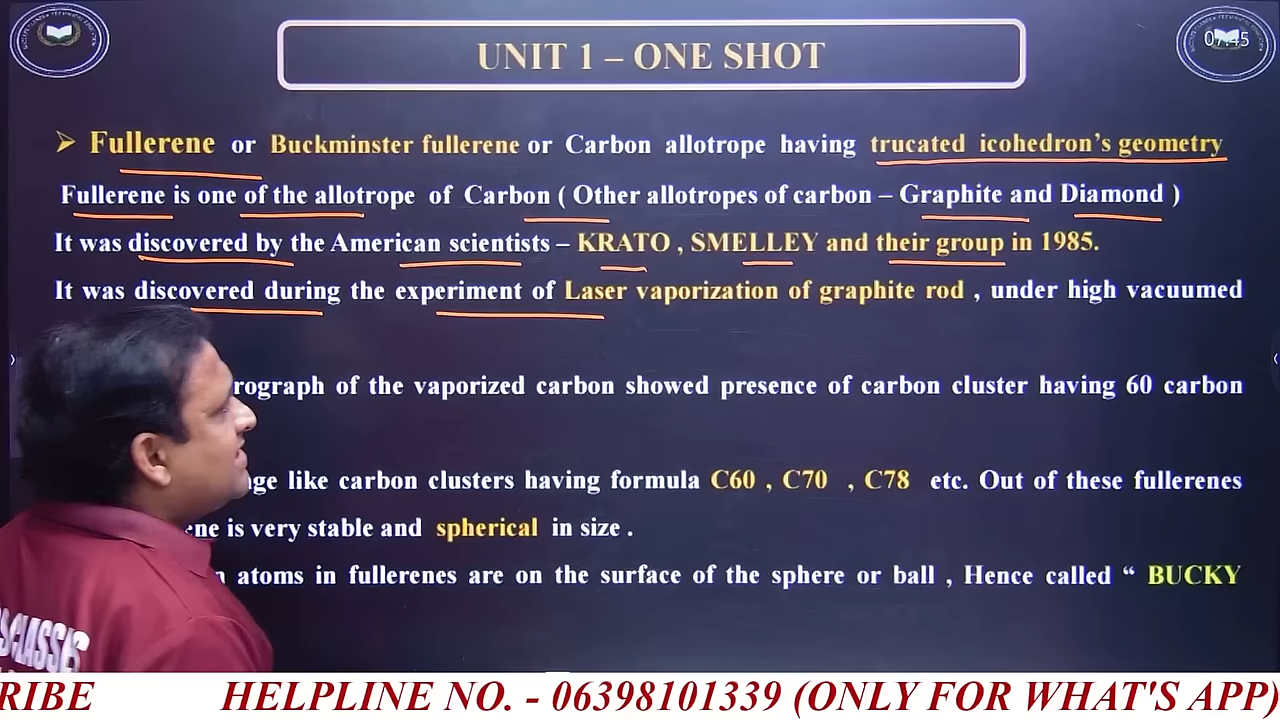 07:45
UNIT 1 – ONE SHOT
➢ Fullerene or Buckminster fullerene or Carbon allotrope having trucated icohedron's geometry
Fullerene is one of the allotrope of Carbon ( Other allotropes of carbon – Graphite and Diamond )
It was discovered by the American scientists – KRATO , SMELLEY and their group in 1985.
It was discovered during the experiment of Laser vaporization of graphite rod , under high vacuumed
rograph of the vaporized carbon showed presence of carbon cluster having 60 carbon
ge like carbon clusters having formula C60 , C70 , C78 etc. Out of these fullerenes
ene is very stable and spherical in size .
atoms in fullerenes are on the surface of the sphere or ball , Hence called “ BUCKY
SCLASSES
RIBE HELPLINE NO. - 06398101339 (ONLY FOR WHAT'S APP)